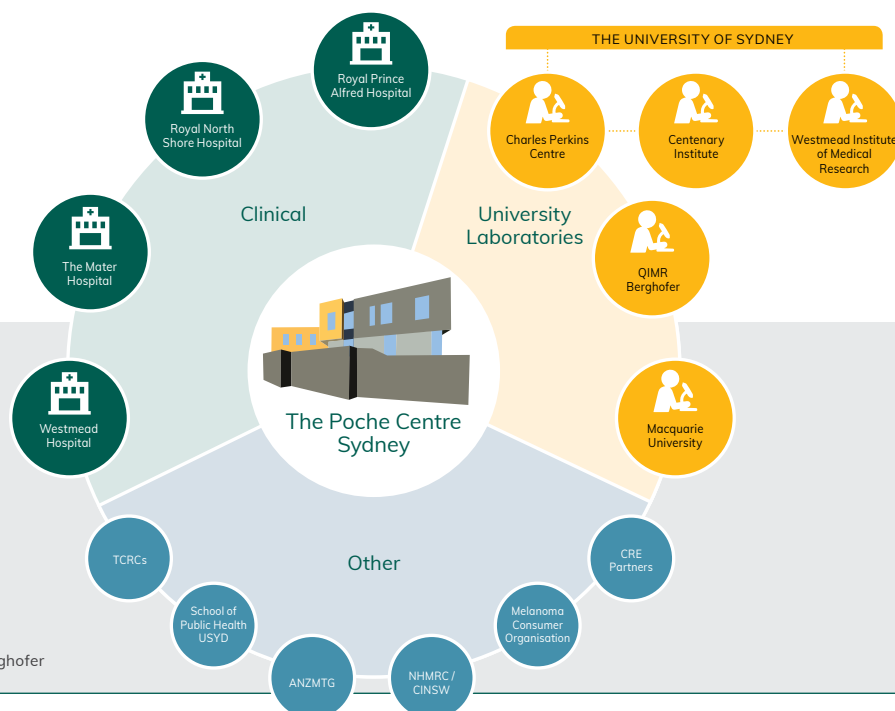 THE UNIVERSITY OF SYDNEY
Royal Prince
Alfred Hospital
Royal North
Shore Hospital
The Mater
Hospital
Westmead
Hospital
Clinical
Charles Perkins
Centre
Centenary
Institute
Westmead Institute
of Medical
Research
University
Laboratories
QIMR
Berghofer
Macquarie
University
The Poche Centre
Sydney
Other
TCRCs
School of
Public Health
USYD
ANZMTG
NHMRC /
CINSW
Melanoma
Consumer
Organisation
CRE
Partners